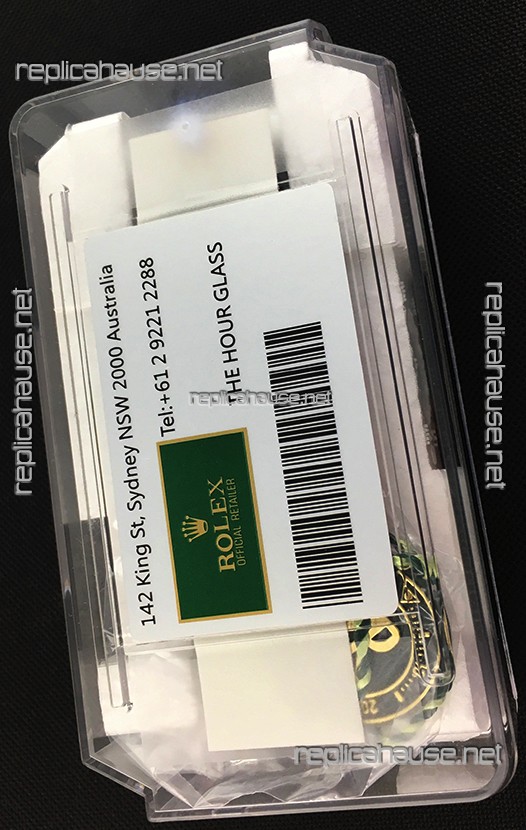 replicahause.net
142 King St, Sydney NSW 2000 Australia
Tel:+61 2 9221 2288
THE HOUR GLASS
ROLEX
OFFICIAL RETAILER
replicahause.net
replicahause.net
replicahause.net
20
replicahause.net